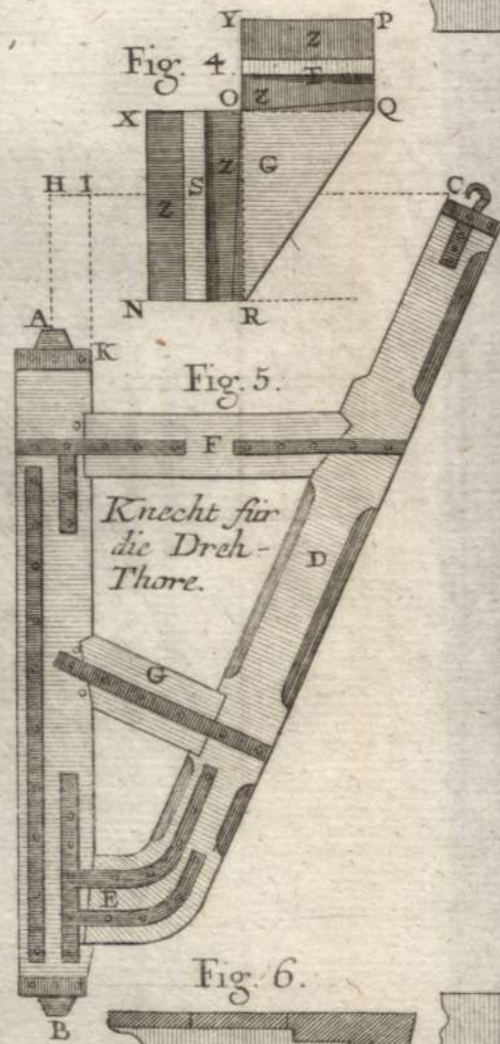 Y P
Z
Fig. 4. T
O Z Q
X
Z S Z G
H I C
N R
A K
Fig. 5.
F
Knecht für
die Dreh-
Thore.
D
G
E
Fig. 6.
B